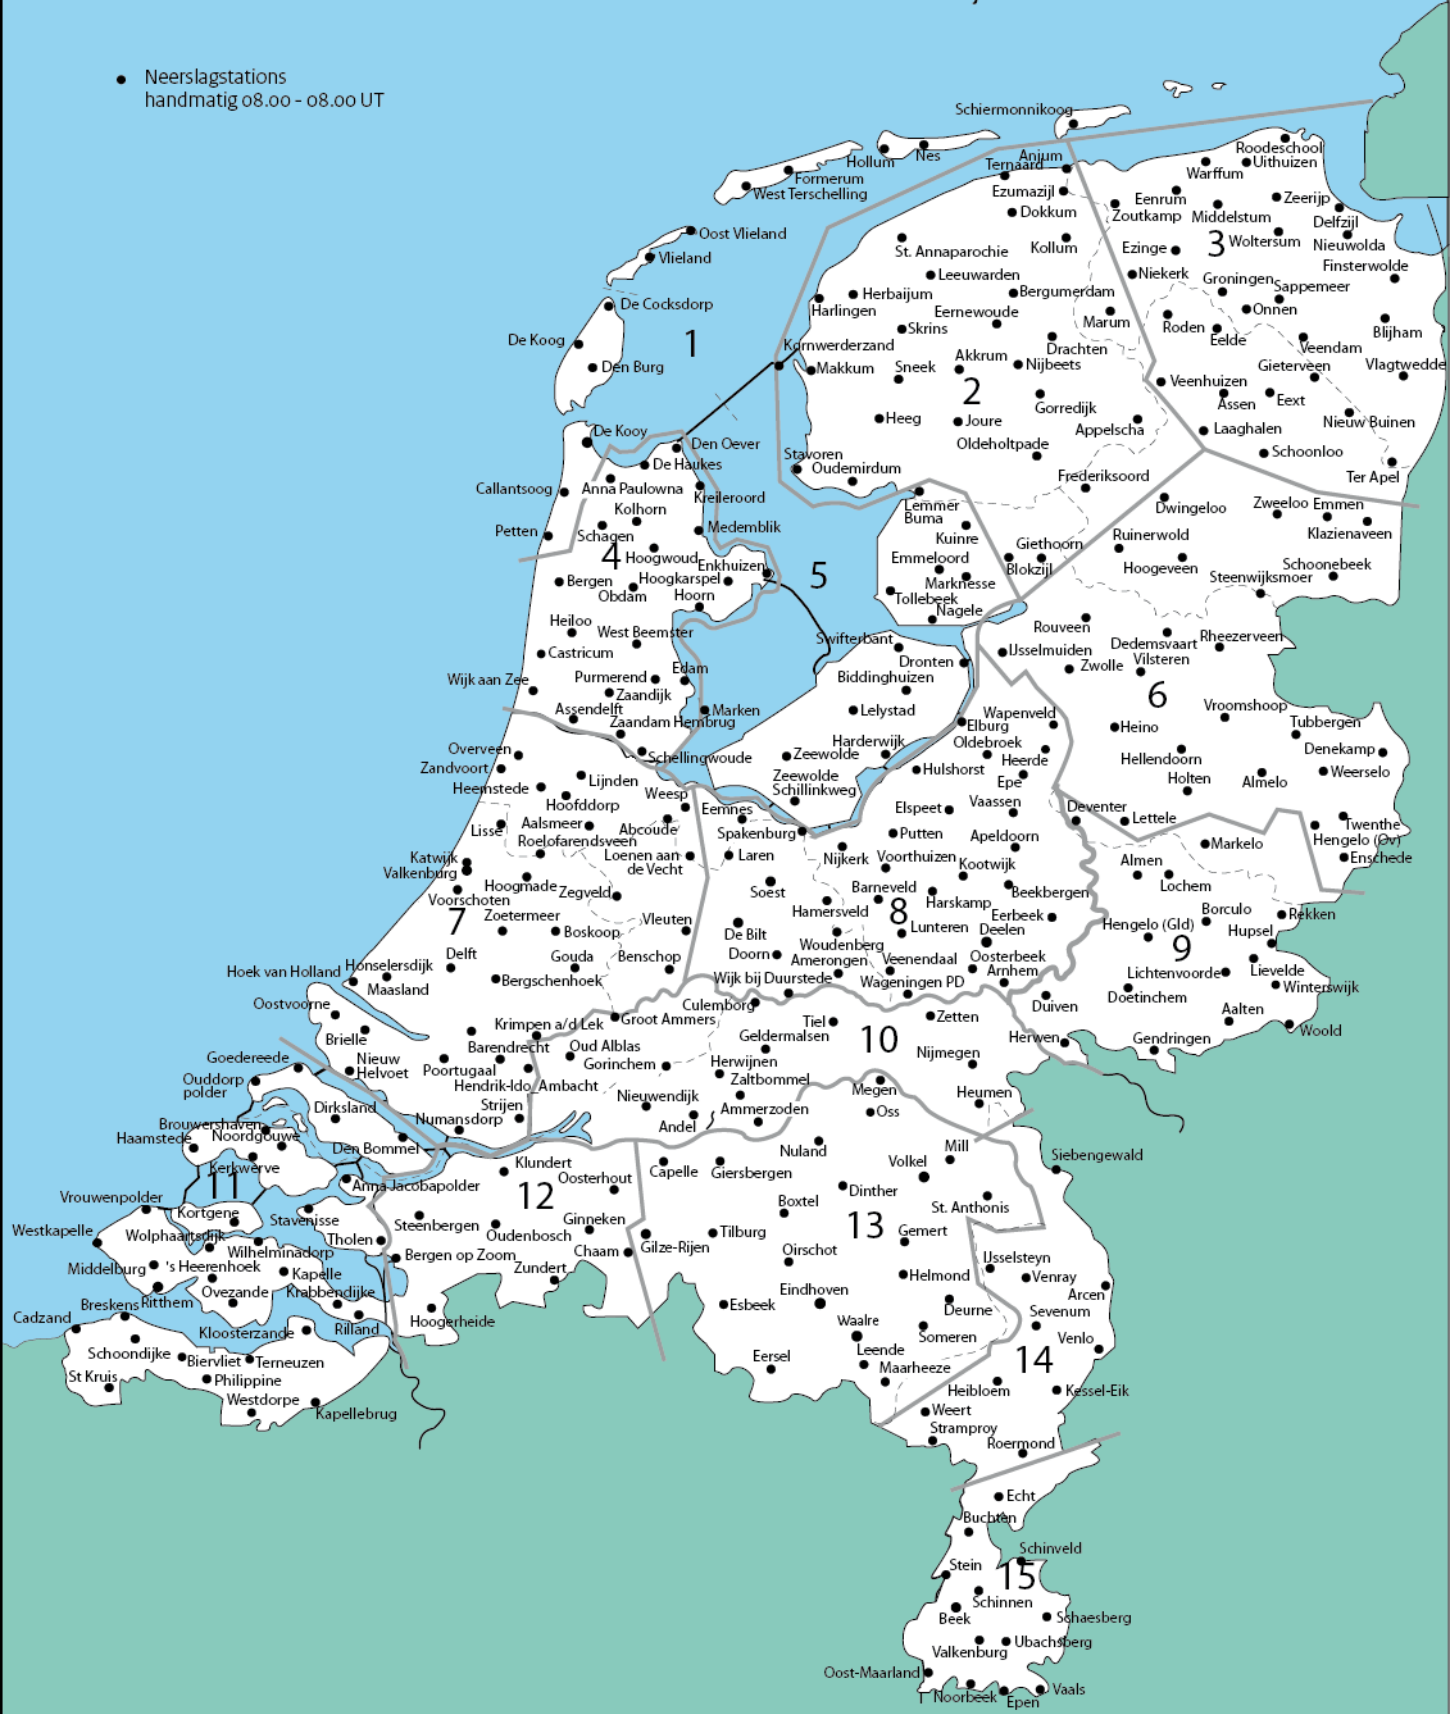 Neerslagstations
handmatig 08.00 - 08.00 UT
Schiermonnikoog
Hollum
Nes
Formerum
West Terschelling
Oost Vlieland
Vlieland
De Cocksdorp
De Koog
Den Burg
1
Ternaard
Anjum
Ezumazijl
Dokkum
St. Annaparochie
Kollum
Leeuwarden
Herbaijum
Bergumerdam
Harlingen
Eernewoude
Skrins
Marum
Kornwerderzand
Drachten
Makkum
Sneek
Akkrum
Nijbeets
2
Heeg
Joure
Gorredijk
Appelscha
Oldeholtpade
Stavoren
Oudemirdum
Frederiksoord
Roodeschool
Uithuizen
Warffum
Eenrum
Zeerijp
Zoutkamp
Middelstum
Delfzijl
3
Woltersum
Nieuwolda
Ezinge
Finsterwolde
Niekerk
Groningen
Sappemeer
Onnen
Roden
Eelde
Blijham
Veendam
Gieterveen
Vlagtwedde
Veenhuizen
Assen
Eext
Nieuw Buinen
Laaghalen
Schoonloo
Ter Apel
De Kooy
Den Oever
De Haukes
Callantsoog
Anna Paulowna
Kreileroord
Kolhorn
Petten
Schagen
Medemblik
4
Hoogwoud
Enkhuizen
Bergen
Hoogkarspel
Obdam
Hoorn
Heiloo
West Beemster
Castricum
Edam
Wijk aan Zee
Purmerend
Zaandijk
Assendelft
Marken
Zaandam Hembrug
Schellingwoude
5
Lemmer
Buma
Kuinre
Emmeloord
Giethoorn
Blokzijl
Marknesse
Tollebeek
Nagele
Swifterbant
Dronten
Biddinghuizen
Lelystad
Harderwijk
Zeewolde
Zeewolde
Schillinkweg
Dwingeloo
Zweeloo
Emmen
Klazienaveen
Ruinerwold
Hoogeveen
Schoonebeek
Steenwijksmoer
Rouveen
IJsselmuiden
Dedemsvaart
Rheezerveen
Zwolle
Vilsteren
6
Vroomshoop
Heino
Tubbergen
Hellendoorn
Denekamp
Weerselo
Holten
Almelo
Deventer
Lettele
Twenthe
Hengelo (Ov)
Enschede
Overveen
Zandvoort
Lijnden
Heemstede
Hoofddorp
Weesp
Lisse
Aalsmeer
Abcoude
Roelofarendsveen
Loenen aan
de Vecht
Katwijk
Valkenburg
Hoogmade
Zegveld
Voorschoten
7
Zoetermeer
Boskoop
Vleuten
Delft
Gouda
Benschop
Hoek van Holland
Honselersdijk
Maasland
Bergschenhoek
Oostvoorne
Brielle
Krimpen a/d Lek
Groot Ammers
Barendrecht
Oud Alblas
Nieuw
Helvoet
Poortugaal
Gorinchem
Hendrik-Ido_Ambacht
Strijen
Numansdorp
Eemnes
Spakenburg
Laren
Soest
Hamersveld
De Bilt
Doorn
Woudenberg
Amerongen
Wijk bij Duurstede
Elburg
Wapenveld
Oldebroek
Heerde
Hulshorst
Epe
Elspeet
Vaassen
Putten
Apeldoorn
Nijkerk
Voorthuizen
Kootwijk
Barneveld
Harskamp
Beekbergen
8
Eerbeek
Lunteren
Deelen
Veenendaal
Oosterbeek
Arnhem
Wageningen PD
Markelo
Almen
Lochem
Borculo
Rekken
Hengelo (Gld)
Hupsel
9
Lichtenvoorde
Lievelde
Winterswijk
Doetinchem
Aalten
Woold
Duiven
Herwen
Gendringen
Culemborg
Tiel
Zetten
10
Geldermalsen
Nijmegen
Herwijnen
Zaltbommel
Nieuwendijk
Ammerzoden
Andel
Megen
Heumen
Oss
Goedereede
Ouddorp
polder
Dirksland
Brouwershaven
Haamstede
Noordgouwe
Den Bommel
Kerkwerve
11
Anna Jacobapolder
Vrouwenpolder
Kortgene
Stavenisse
Westkapelle
Wolphaartsdijk
Tholen
Wilhelminadorp
Middelburg
's Heerenhoek
Kapelle
Ovezande
Krabbendijke
Breskens
Ritthem
Cadzand
Kloosterzande
Rilland
Schoondijke
Biervliet
Terneuzen
St Kruis
Philippine
Westdorpe
Kapellebrug
Klundert
Oosterhout
12
Steenbergen
Ginneken
Oudenbosch
Bergen op Zoom
Chaam
Zundert
Hoogerheide
Capelle
Giersbergen
Nuland
Mill
Volkel
Dinther
Boxtel
St. Anthonis
Tilburg
13
Gemert
Gilze-Rijen
Oirschot
Helmond
Eindhoven
Esbeek
Deurne
Waalre
Someren
Leende
Eersel
Maarheeze
Siebengewald
IJsselsteyn
Venray
Arcen
Sevenum
Venlo
14
Heibloem
Kessel-Eik
Weert
Stramproy
Roermond
Echt
Buchten
Schinveld
Stein
15
Schinnen
Beek
Schaesberg
Ubachsberg
Valkenburg
Oost-Maarland
Noorbeek
Epen
Vaals